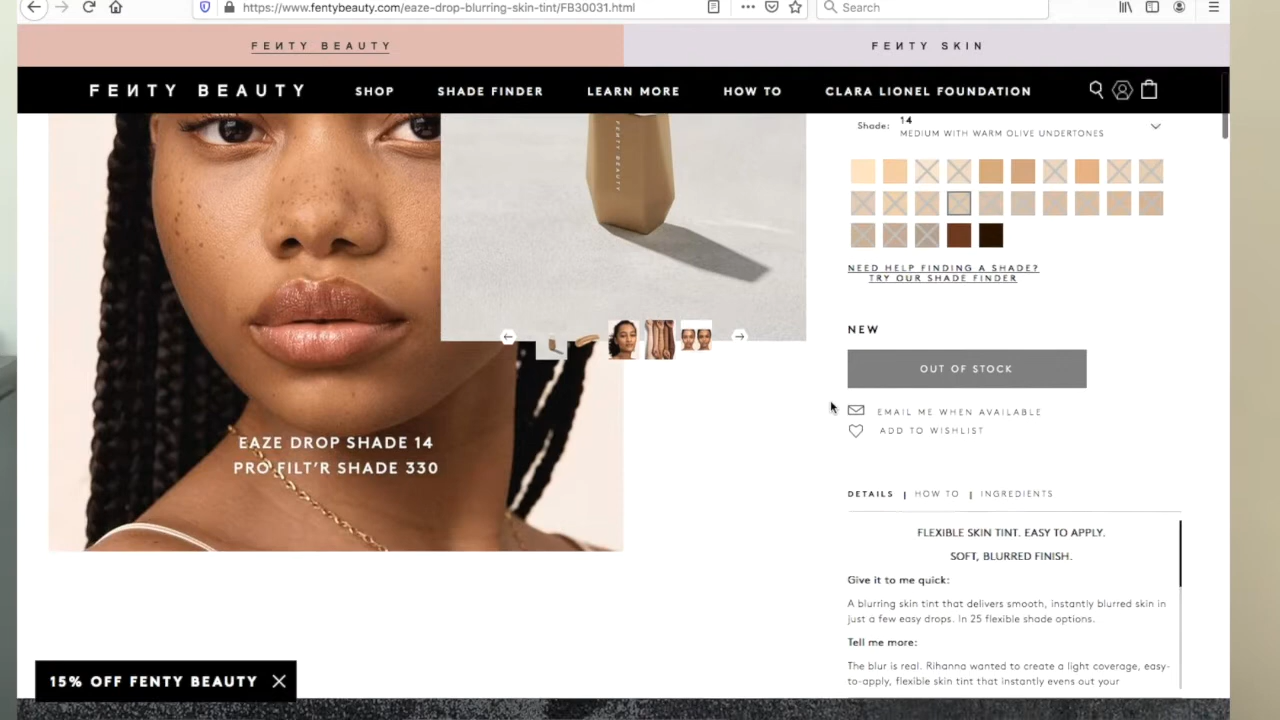 https://www.fentybeauty.com/eaze-drop-blurring-skin-tint/FB30031.html
Search
FEИTY BEAUTY
FEИTY SKIN
FEИTY BEAUTY
SHOP
SHADE FINDER
LEARN MORE
HOW TO
CLARA LIONEL FOUNDATION
Shade:
14
MEDIUM WITH WARM OLIVE UNDERTONES
FENTY BEAUTY
NEED HELP FINDING A SHADE?
TRY OUR SHADE FINDER
NEW
OUT OF STOCK
EMAIL ME WHEN AVAILABLE
ADD TO WISHLIST
EAZE DROP SHADE 14
PRO FILT'R SHADE 330
DETAILS | HOW TO | INGREDIENTS
FLEXIBLE SKIN TINT. EASY TO APPLY.
SOFT, BLURRED FINISH.
Give it to me quick:
A blurring skin tint that delivers smooth, instantly blurred skin in
just a few easy drops. In 25 flexible shade options.
Tell me more:
The blur is real. Rihanna wanted to create a light coverage, easy-
to-apply, flexible skin tint that instantly evens out your
15% OFF FENTY BEAUTY